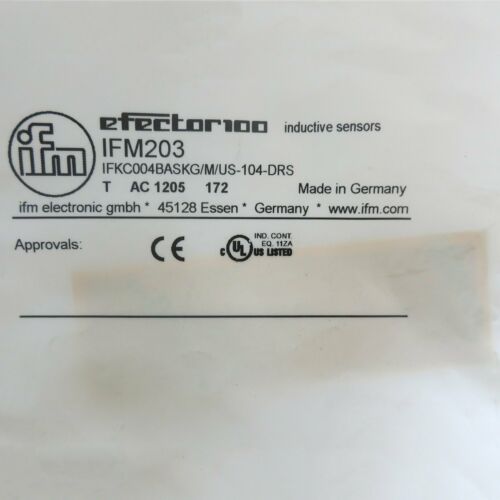 ifm
efector100 inductive sensors
IFM203
IFKC004BASKG/M/US-104-DRS
T AC 1205 172 Made in Germany
ifm electronic gmbh * 45128 Essen * Germany * www.ifm.com
Approvals: CE c UL US LISTED
IND. CONT.
EQ. 11ZA